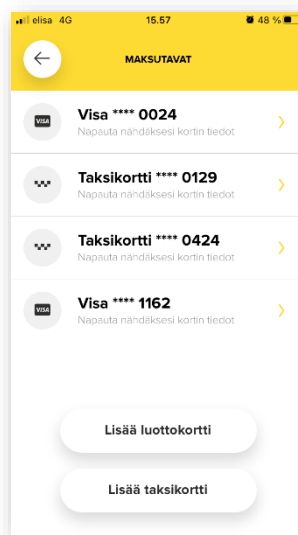 elisa 4G 15.57 48 %
MAKSUTAVAT
VISA Visa **** 0024
Napauta nähdäksesi kortin tiedot
Taksikortti **** 0129
Napauta nähdäksesi kortin tiedot
Taksikortti **** 0424
Napauta nähdäksesi kortin tiedot
VISA Visa **** 1162
Napauta nähdäksesi kortin tiedot
Lisää luottokortti
Lisää taksikortti